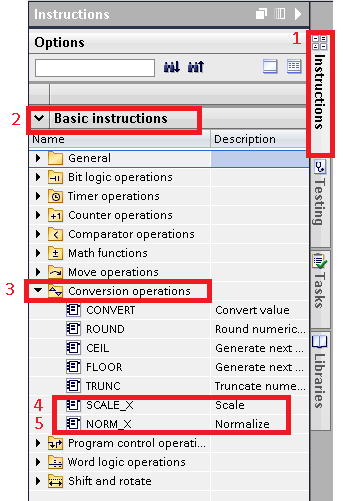 Instructions
Options
1
2
Basic instructions
Name Description
General
Bit logic operations
Timer operations
+1 Counter operations
Comparator operations
Math functions
Move operations
3
Conversion operations
CONVERT Convert value
ROUND Round numeric...
CEIL Generate next ...
FLOOR Generate next ...
TRUNC Truncate nume...
4 SCALE_X Scale
5 NORM_X Normalize
Program control operati...
Word logic operations
Shift and rotate
Instructions
Testing
Tasks
Libraries